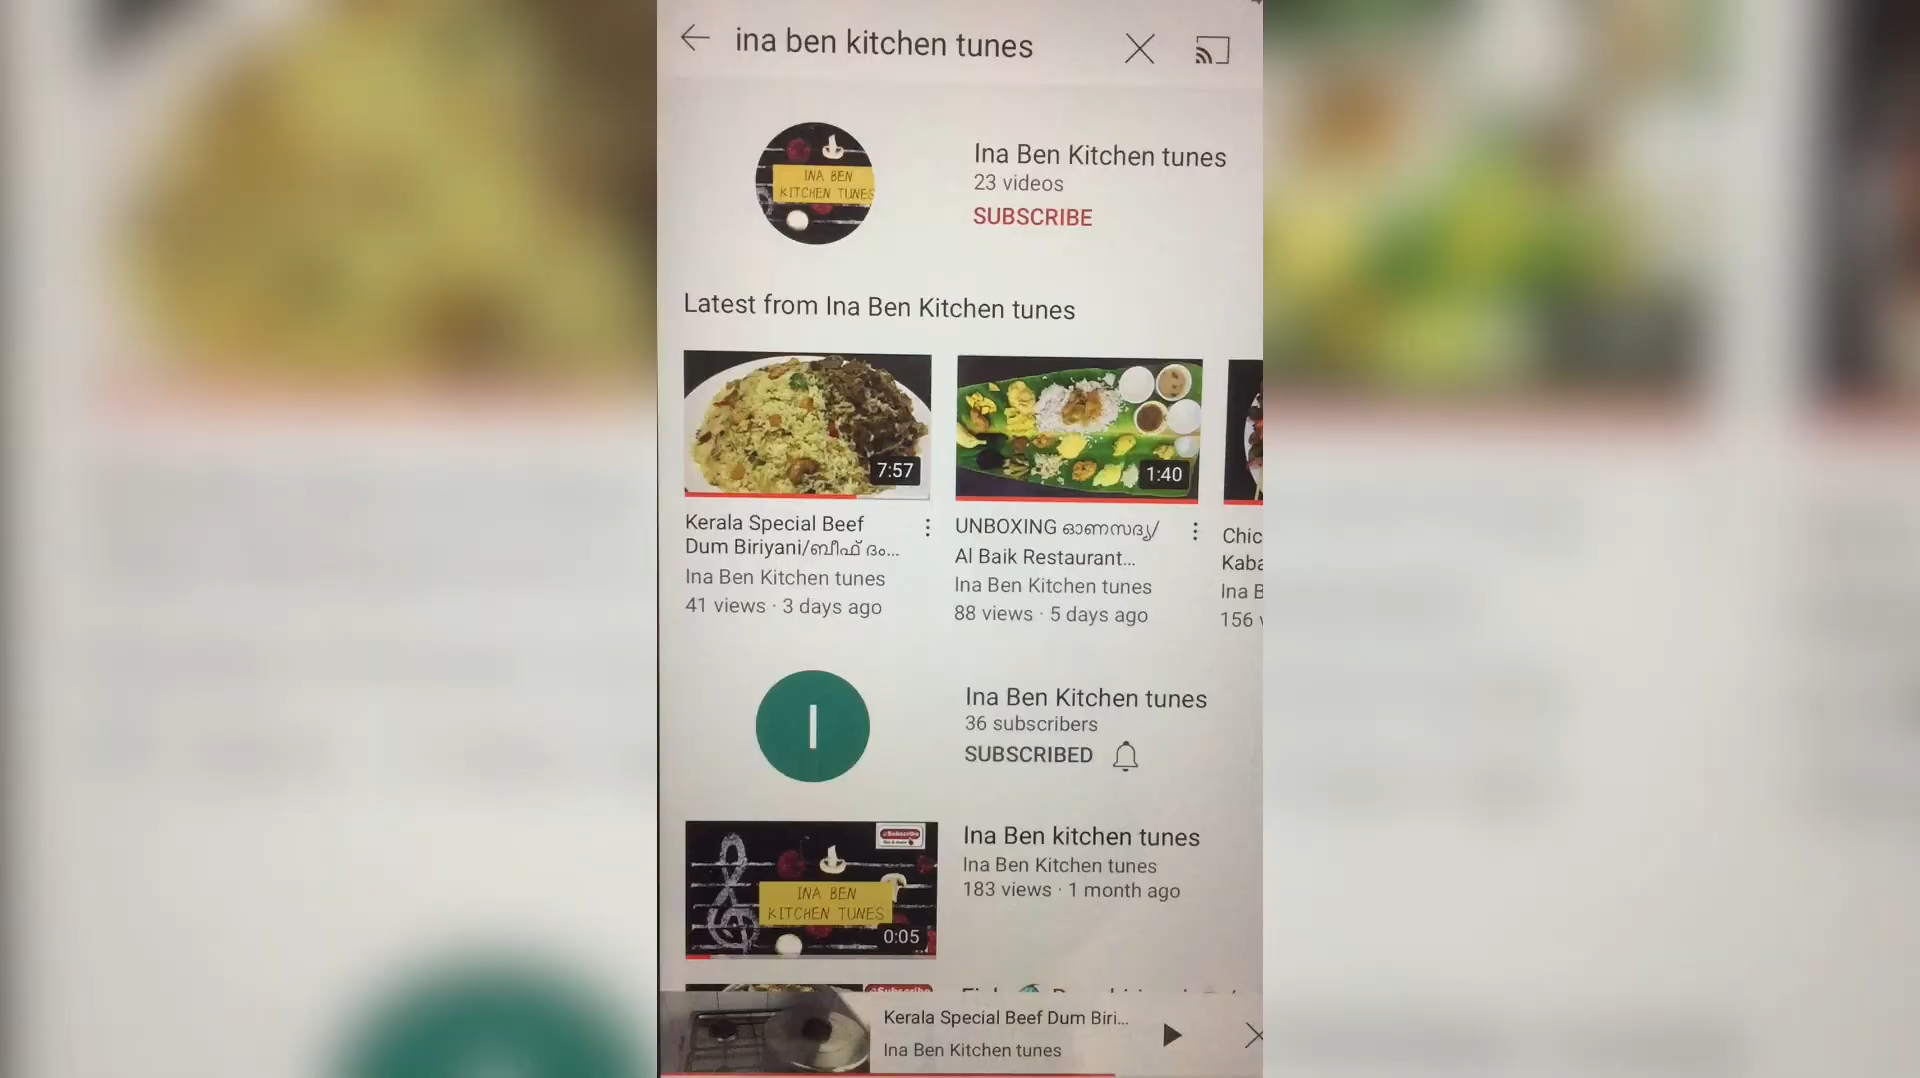 ina ben kitchen tunes
INA BEN
KITCHEN TUNES
Ina Ben Kitchen tunes
23 videos
SUBSCRIBE
Latest from Ina Ben Kitchen tunes
7:57
1:40
Kerala Special Beef
Dum Biriyani/ബീഫ് ദം...
Ina Ben Kitchen tunes
41 views · 3 days ago
UNBOXING ഓണസദ്യ/
Al Baik Restaurant...
Ina Ben Kitchen tunes
88 views · 5 days ago
Chic
Kaba
Ina B
156
I
Ina Ben Kitchen tunes
36 subscribers
SUBSCRIBED
Subscribe
INA BEN
KITCHEN TUNES
0:05
Ina Ben kitchen tunes
Ina Ben Kitchen tunes
183 views · 1 month ago
Kerala Special Beef Dum Biri...
Ina Ben Kitchen tunes